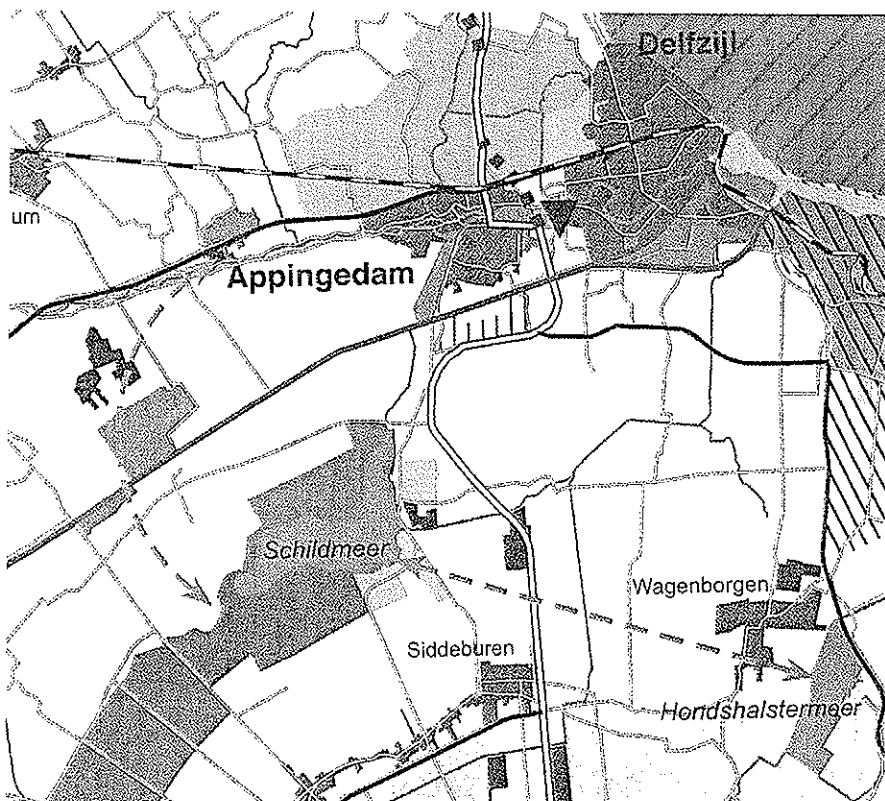 Delfzijl
um
Appingedam
Schildmeer
Wagenborgen
Siddeburen
Hondshalstermeer